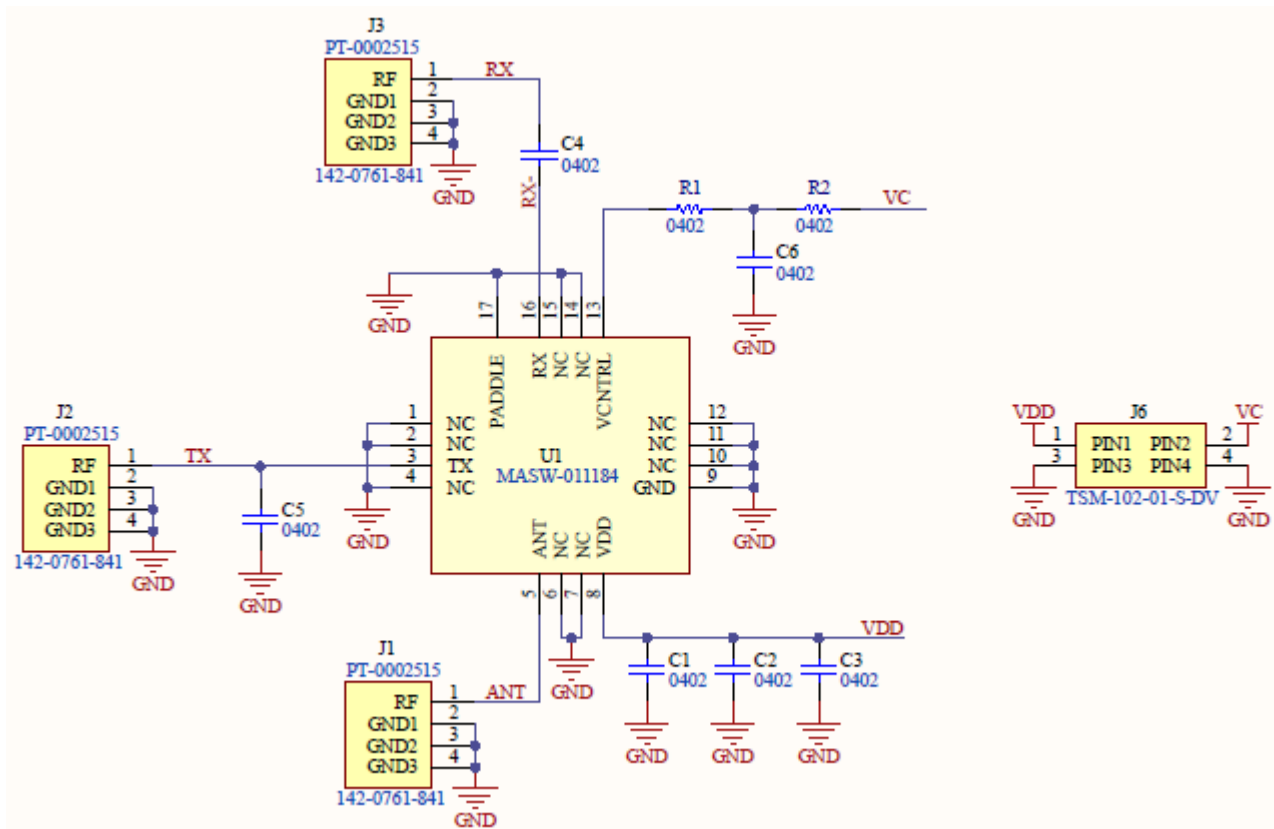 J3
PT-0002515
RF
GND1
GND2
GND3
1
2
3
4
142-0761-841
RX
GND
C4
0402
RX-
R1
0402
R2
0402
VC
C6
0402
GND
GND
17
16
15
14
13
PADDLE
RX
NC
NC
VCNTRL
J2
PT-0002515
RF
GND1
GND2
GND3
1
2
3
4
142-0761-841
TX
GND
C5
0402
GND
1
2
3
4
NC
NC
TX
NC
GND
U1
MASW-011184
NC
NC
NC
GND
12
11
10
9
GND
ANT
NC
NC
VDD
5
6
7
8
GND
VDD
C1
0402
C2
0402
C3
0402
GND
GND
GND
J1
PT-0002515
RF
GND1
GND2
GND3
1
2
3
4
142-0761-841
ANT
GND
VDD
J6
VC
1
3
PIN1 PIN2
PIN3 PIN4
2
4
TSM-102-01-S-DV
GND
GND